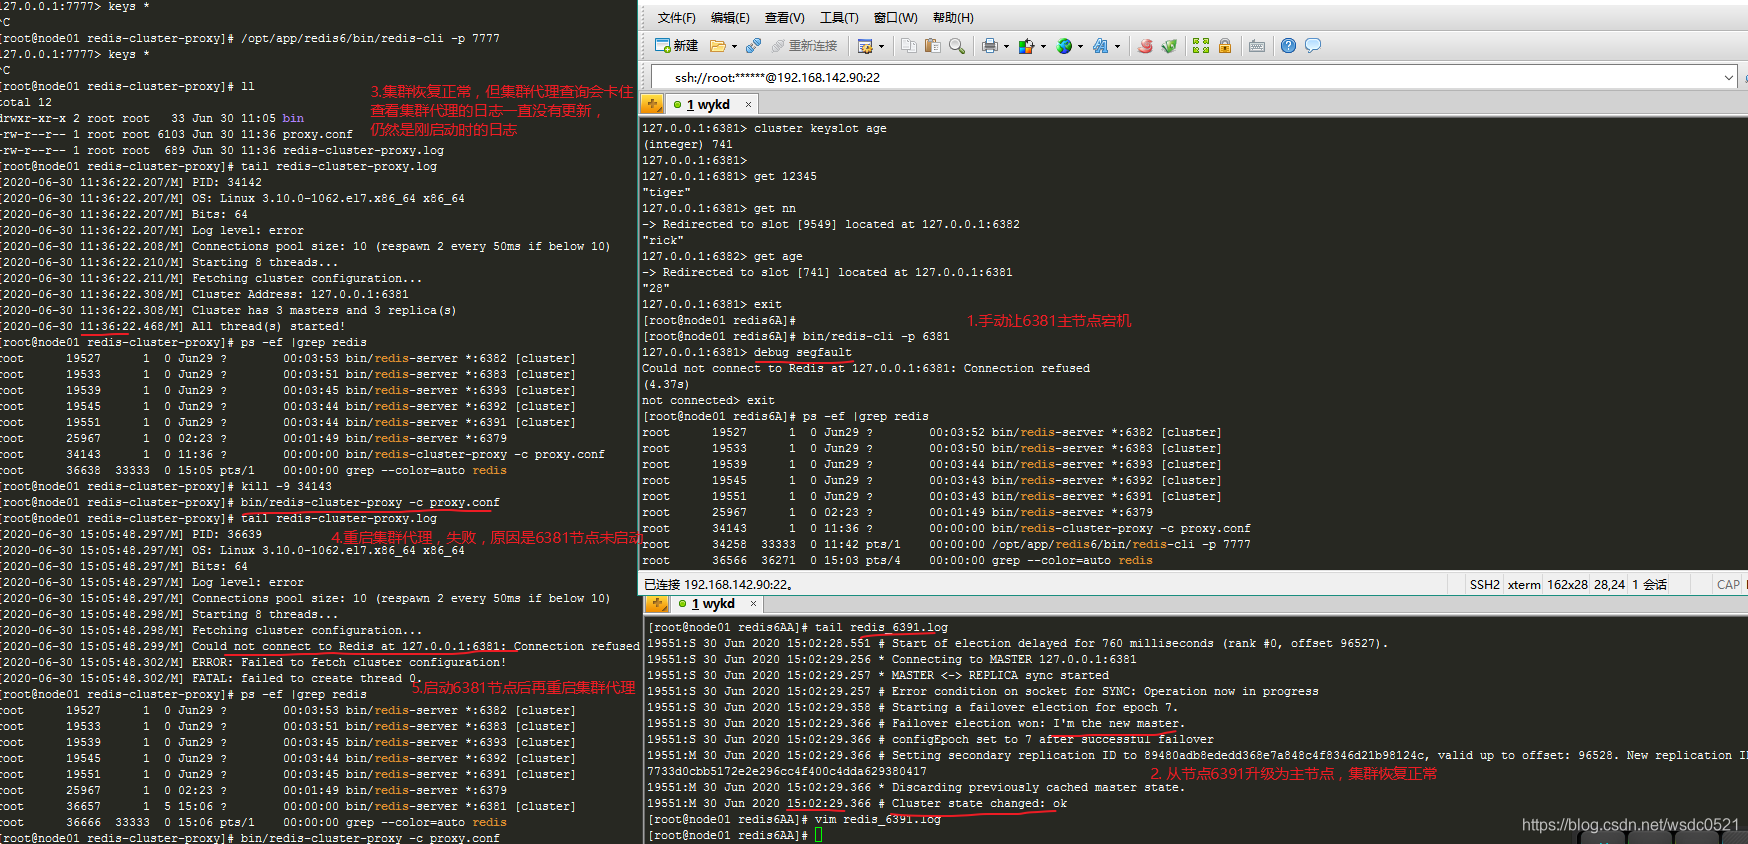 127.0.0.1:7777> keys *
^C
[root@node01 redis-cluster-proxy]# /opt/app/redis6/bin/redis-cli -p 7777
127.0.0.1:7777> keys *
^C
[root@node01 redis-cluster-proxy]# ll
total 12
drwxr-xr-x 2 root root   33 Jun 30 11:05 bin
-rw-r--r-- 1 root root 6103 Jun 30 11:36 proxy.conf
-rw-r--r-- 1 root root  689 Jun 30 11:36 redis-cluster-proxy.log
3.集群恢复正常，但集群代理查询会卡住
查看集群代理的日志一直没有更新，
仍然是刚启动时的日志
[root@node01 redis-cluster-proxy]# tail redis-cluster-proxy.log
[2020-06-30 11:36:22.207/M] PID: 34142
[2020-06-30 11:36:22.207/M] OS: Linux 3.10.0-1062.el7.x86_64 x86_64
[2020-06-30 11:36:22.207/M] Bits: 64
[2020-06-30 11:36:22.207/M] Log level: error
[2020-06-30 11:36:22.208/M] Connections pool size: 10 (respawn 2 every 50ms if below 10)
[2020-06-30 11:36:22.210/M] Starting 8 threads...
[2020-06-30 11:36:22.211/M] Fetching cluster configuration...
[2020-06-30 11:36:22.308/M] Cluster Address: 127.0.0.1:6381
[2020-06-30 11:36:22.308/M] Cluster has 3 masters and 3 replica(s)
[2020-06-30 11:36:22.468/M] All thread(s) started!
[root@node01 redis-cluster-proxy]# ps -ef |grep redis
root      19527      1  0 Jun29 ?        00:03:53 bin/redis-server *:6382 [cluster]
root      19533      1  0 Jun29 ?        00:03:51 bin/redis-server *:6383 [cluster]
root      19539      1  0 Jun29 ?        00:03:45 bin/redis-server *:6393 [cluster]
root      19545      1  0 Jun29 ?        00:03:44 bin/redis-server *:6392 [cluster]
root      19551      1  0 Jun29 ?        00:03:44 bin/redis-server *:6391 [cluster]
root      25967      1  0 02:23 ?        00:01:49 bin/redis-server *:6379
root      34143      1  0 11:36 ?        00:00:00 bin/redis-cluster-proxy -c proxy.conf
root      36638  33333  0 15:05 pts/1    00:00:00 grep --color=auto redis
[root@node01 redis-cluster-proxy]# kill -9 34143
[root@node01 redis-cluster-proxy]# bin/redis-cluster-proxy -c proxy.conf
[root@node01 redis-cluster-proxy]# tail redis-cluster-proxy.log
[2020-06-30 15:05:48.297/M] PID: 36639
4.重启集群代理，失败，原因是6381节点未启动
[2020-06-30 15:05:48.297/M] OS: Linux 3.10.0-1062.el7.x86_64 x86_64
[2020-06-30 15:05:48.297/M] Bits: 64
[2020-06-30 15:05:48.297/M] Log level: error
[2020-06-30 15:05:48.297/M] Connections pool size: 10 (respawn 2 every 50ms if below 10)
[2020-06-30 15:05:48.298/M] Starting 8 threads...
[2020-06-30 15:05:48.298/M] Fetching cluster configuration...
[2020-06-30 15:05:48.299/M] Could not connect to Redis at 127.0.0.1:6381: Connection refused
[2020-06-30 15:05:48.302/M] ERROR: Failed to fetch cluster configuration!
[2020-06-30 15:05:48.302/M] FATAL: failed to create thread 0.
5.启动6381节点后再重启集群代理
[root@node01 redis-cluster-proxy]# ps -ef |grep redis
root      19527      1  0 Jun29 ?        00:03:53 bin/redis-server *:6382 [cluster]
root      19533      1  0 Jun29 ?        00:03:51 bin/redis-server *:6383 [cluster]
root      19539      1  0 Jun29 ?        00:03:45 bin/redis-server *:6393 [cluster]
root      19545      1  0 Jun29 ?        00:03:44 bin/redis-server *:6392 [cluster]
root      19551      1  0 Jun29 ?        00:03:45 bin/redis-server *:6391 [cluster]
root      25967      1  0 02:23 ?        00:01:49 bin/redis-server *:6379
root      36657      1  5 15:06 ?        00:00:00 bin/redis-server *:6381 [cluster]
root      36666  33333  0 15:06 pts/1    00:00:00 grep --color=auto redis
[root@node01 redis-cluster-proxy]# bin/redis-cluster-proxy -c proxy.conf
文件(F) 编辑(E) 查看(V) 工具(T) 窗口(W) 帮助(H)
新建 重新连接
ssh://root:******@192.168.142.90:22
1 wykd ×
127.0.0.1:6381> cluster keyslot age
(integer) 741
127.0.0.1:6381>
127.0.0.1:6381> get 12345
"tiger"
127.0.0.1:6381> get nn
-> Redirected to slot [9549] located at 127.0.0.1:6382
"rick"
127.0.0.1:6382> get age
-> Redirected to slot [741] located at 127.0.0.1:6381
"28"
127.0.0.1:6381> exit
[root@node01 redis6A]#
1.手动让6381主节点宕机
[root@node01 redis6A]# bin/redis-cli -p 6381
127.0.0.1:6381> debug segfault
Could not connect to Redis at 127.0.0.1:6381: Connection refused
(4.37s)
not connected> exit
[root@node01 redis6A]# ps -ef |grep redis
root      19527      1  0 Jun29 ?        00:03:52 bin/redis-server *:6382 [cluster]
root      19533      1  0 Jun29 ?        00:03:50 bin/redis-server *:6383 [cluster]
root      19539      1  0 Jun29 ?        00:03:44 bin/redis-server *:6393 [cluster]
root      19545      1  0 Jun29 ?        00:03:43 bin/redis-server *:6392 [cluster]
root      19551      1  0 Jun29 ?        00:03:43 bin/redis-server *:6391 [cluster]
root      25967      1  0 02:23 ?        00:01:49 bin/redis-server *:6379
root      34143      1  0 11:36 ?        00:00:00 bin/redis-cluster-proxy -c proxy.conf
root      34258  33333  0 11:42 pts/1    00:00:00 /opt/app/redis6/bin/redis-cli -p 7777
root      36566  36271  0 15:03 pts/4    00:00:00 grep --color=auto redis
已连接 192.168.142.90:22。 SSH2 xterm 162x28 28,24 1 会话 CAP
1 wykd ×
[root@node01 redis6AA]# tail redis_6391.log
19551:S 30 Jun 2020 15:02:28.551 # Start of election delayed for 760 milliseconds (rank #0, offset 96527).
19551:S 30 Jun 2020 15:02:29.256 * Connecting to MASTER 127.0.0.1:6381
19551:S 30 Jun 2020 15:02:29.257 * MASTER <-> REPLICA sync started
19551:S 30 Jun 2020 15:02:29.257 # Error condition on socket for SYNC: Operation now in progress
19551:S 30 Jun 2020 15:02:29.358 # Starting a failover election for epoch 7.
19551:S 30 Jun 2020 15:02:29.366 # Failover election won: I'm the new master.
19551:S 30 Jun 2020 15:02:29.366 # configEpoch set to 7 after successful failover
19551:M 30 Jun 2020 15:02:29.366 # Setting secondary replication ID to 89480adb8ededd368e7a848c4f8346d21b98124c, valid up to offset: 96528. New replication I
7733d0cbb5172e2e296cc4f400c4dda629380417
2. 从节点6391升级为主节点，集群恢复正常
19551:M 30 Jun 2020 15:02:29.366 * Discarding previously cached master state.
19551:M 30 Jun 2020 15:02:29.366 # Cluster state changed: ok
[root@node01 redis6AA]# vim redis_6391.log
[root@node01 redis6AA]#
https://blog.csdn.net/wsdc0521